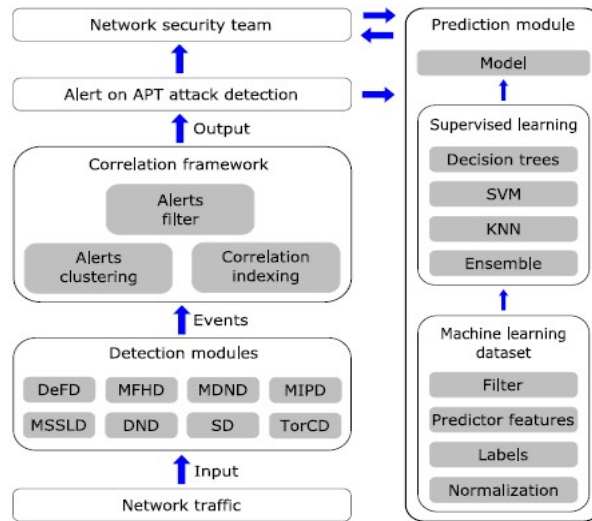 Network security team
Alert on APT attack detection
Output
Correlation framework
Alerts
filter
Alerts
clustering
Correlation
indexing
Events
Detection modules
DeFD MFHD MDND MIPD
MSSLD DND SD TorCD
Input
Network traffic
Prediction module
Model
Supervised learning
Decision trees
SVM
KNN
Ensemble
Machine learning
dataset
Filter
Predictor features
Labels
Normalization